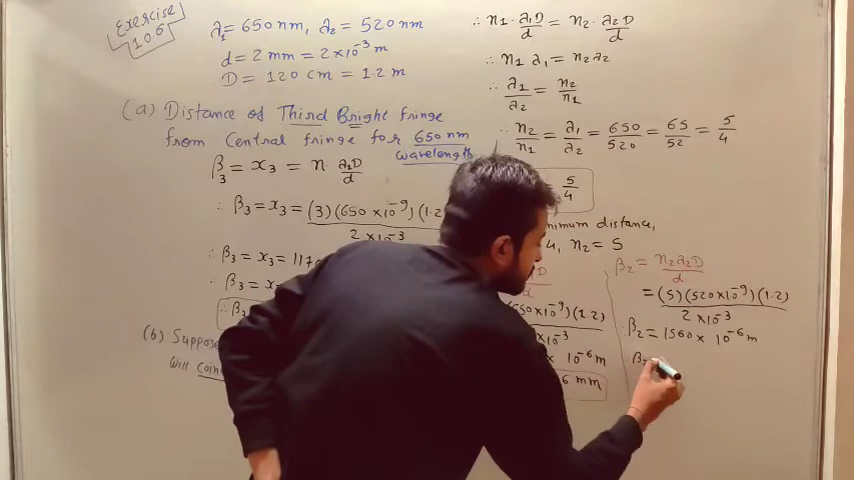 Exercise
10.6
λ₁ = 650 nm, λ₂ = 520 nm
d = 2 mm = 2×10⁻³ m
D = 120 cm = 1.2 m
(a) Distance of Third Bright fringe
from Central fringe for 650 nm
wavelength
β₃ = x₃ = n · λ₁D/d
∴ β₃ = x₃ = (3)(650×10⁻⁹)(1.2
2×10⁻³
∴ β₃ = x₃ = 117
∴ β₃ = x
∴ β₃
(b) Suppose
will coin
∴ n₁ · λ₁D/d = n₂ · λ₂D/d
∴ n₁ λ₁ = n₂ λ₂
∴ λ₁/λ₂ = n₂/n₁
∴ n₂/n₁ = λ₁/λ₂ = 650/520 = 65/52 = 5/4
5/4
nimum distance,
4, n₂ = 5
D/d
650×10⁻⁹)(1.2)
×10⁻³
× 10⁻⁶ m
6 mm
β₂ = n₂λ₂D/d
= (5)(520×10⁻⁹)(1.2)
2×10⁻³
∴ β₂ = 1560 × 10⁻⁶ m
∴ β₂